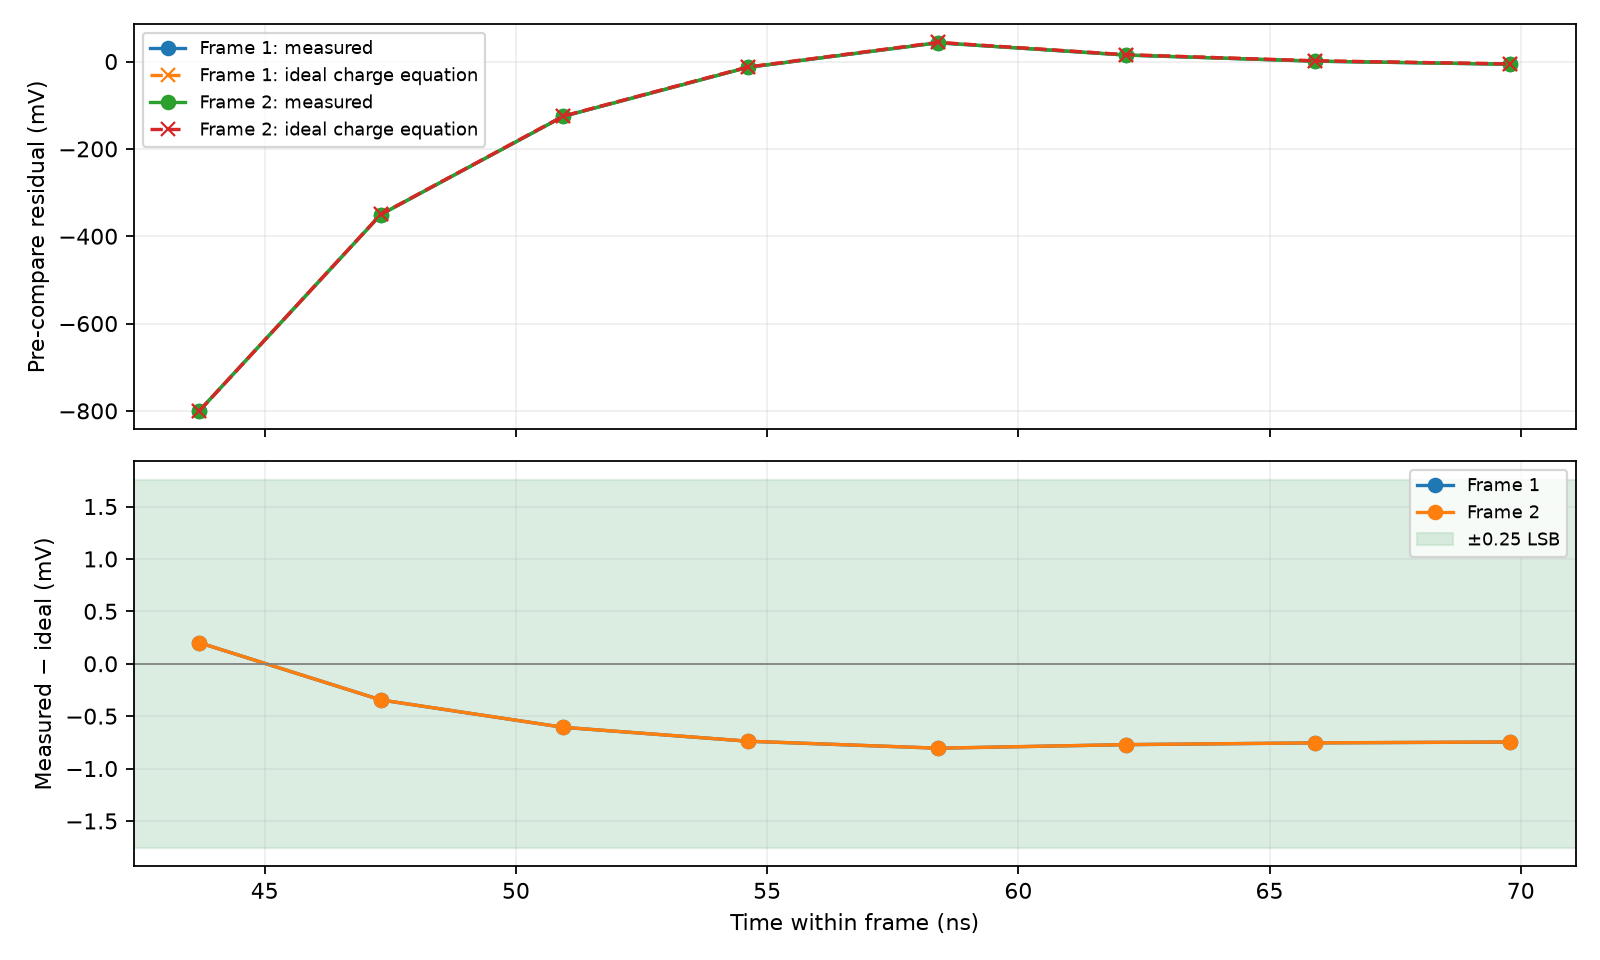 Pre-compare residual (mV)
0
−200
−400
−600
−800
Frame 1: measured
Frame 1: ideal charge equation
Frame 2: measured
Frame 2: ideal charge equation
Measured − ideal (mV)
1.5
1.0
0.5
0.0
−0.5
−1.0
−1.5
Frame 1
Frame 2
±0.25 LSB
45
50
55
60
65
70
Time within frame (ns)